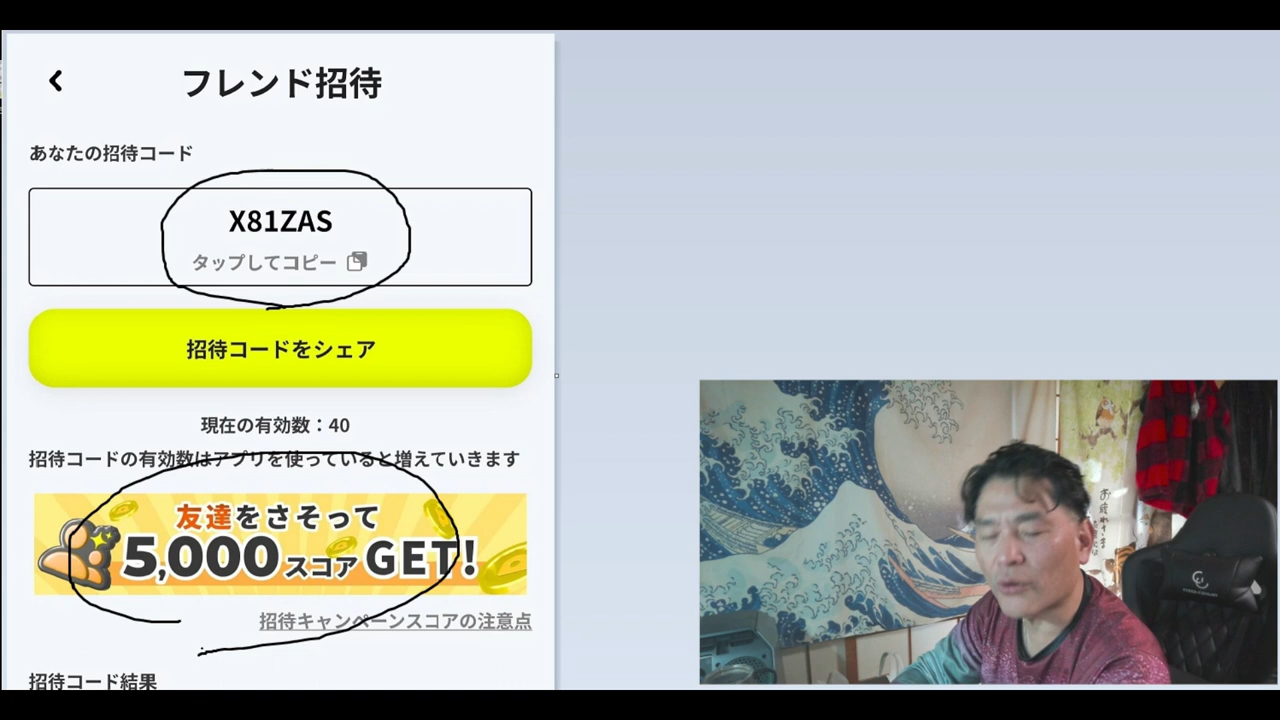 フレンド招待
あなたの招待コード
X81ZAS
タップしてコピー
招待コードをシェア
現在の有効数：40
招待コードの有効数はアプリを使っていると増えていきます
友達をさそって
5,000スコアGET!
招待キャンペーンスコアの注意点
招待コード結果